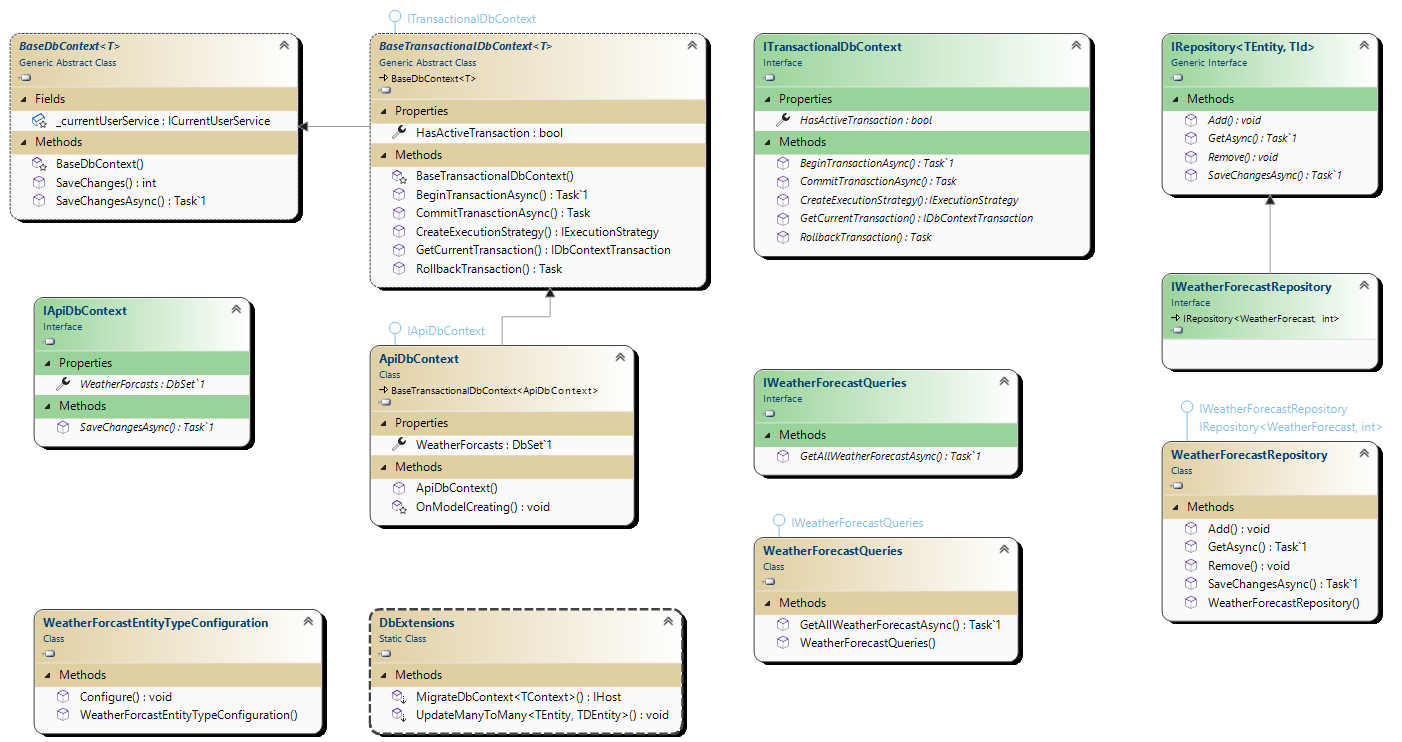 BaseDbContext<T>
Generic Abstract Class
Fields
_currentUserService : ICurrentUserService
Methods
BaseDbContext()
SaveChanges() : int
SaveChangesAsync() : Task`1
ITransactionalDbContext
BaseTransactionalDbContext<T>
Generic Abstract Class
BaseDbContext<T>
Properties
HasActiveTransaction : bool
Methods
BaseTransactionalDbContext()
BeginTransactionAsync() : Task`1
CommitTranasctionAsync() : Task
CreateExecutionStrategy() : IExecutionStrategy
GetCurrentTransaction() : IDbContextTransaction
RollbackTransaction() : Task
ITransactionalDbContext
Interface
Properties
HasActiveTransaction : bool
Methods
BeginTransactionAsync() : Task`1
CommitTranasctionAsync() : Task
CreateExecutionStrategy() : IExecutionStrategy
GetCurrentTransaction() : IDbContextTransaction
RollbackTransaction() : Task
IRepository<TEntity, TId>
Generic Interface
Methods
Add() : void
GetAsync() : Task`1
Remove() : void
SaveChangesAsync() : Task`1
IApiDbContext
Interface
Properties
WeatherForcasts : DbSet`1
Methods
SaveChangesAsync() : Task`1
IApiDbContext
ApiDbContext
Class
BaseTransactionalDbContext<ApiDbContext>
Properties
WeatherForcasts : DbSet`1
Methods
ApiDbContext()
OnModelCreating() : void
IWeatherForecastQueries
Interface
Methods
GetAllWeatherForecastAsync() : Task`1
IWeatherForecastRepository
Interface
IRepository<WeatherForecast, int>
IWeatherForecastRepository
IRepository<WeatherForecast, int>
WeatherForecastRepository
Class
Methods
Add() : void
GetAsync() : Task`1
Remove() : void
SaveChangesAsync() : Task`1
WeatherForecastRepository()
IWeatherForecastQueries
WeatherForecastQueries
Class
Methods
GetAllWeatherForecastAsync() : Task`1
WeatherForecastQueries()
WeatherForcastEntityTypeConfiguration
Class
Methods
Configure() : void
WeatherForcastEntityTypeConfiguration()
DbExtensions
Static Class
Methods
MigrateDbContext<TContext>() : IHost
UpdateManyToMany<TEntity, TDEntity>() : void